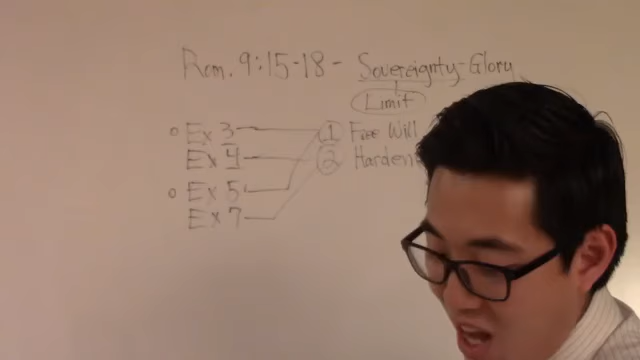 Rom. 9:15-18 - Sovereignty-Glory
Limit
Ex 3 ① Free Will
Ex 4 ② Harden
Ex 5
Ex 7